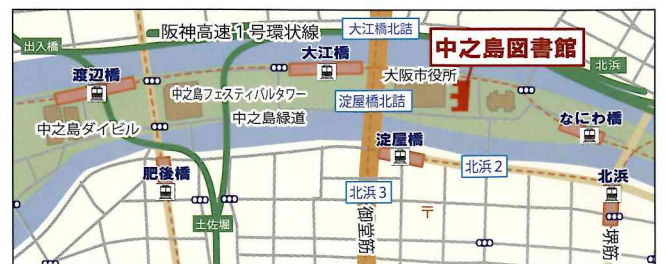 阪神高速1号環状線
大江橋北詰
出入橋
大江橋
中之島図書館
北浜
渡辺橋
大阪市役所
中之島フェスティバルタワー
淀屋橋北詰
なにわ橋
中之島ダイビル
中之島緑道
淀屋橋
肥後橋
北浜2
北浜
北浜3
土佐堀
御堂筋
〒
堺筋